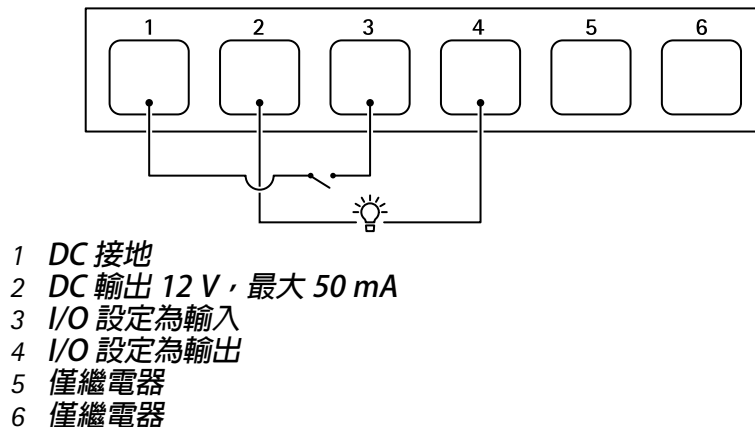 1 2 3 4 5 6
1 DC 接地
2 DC 輸出 12 V，最大 50 mA
3 I/O 設定為輸入
4 I/O 設定為輸出
5 僅繼電器
6 僅繼電器